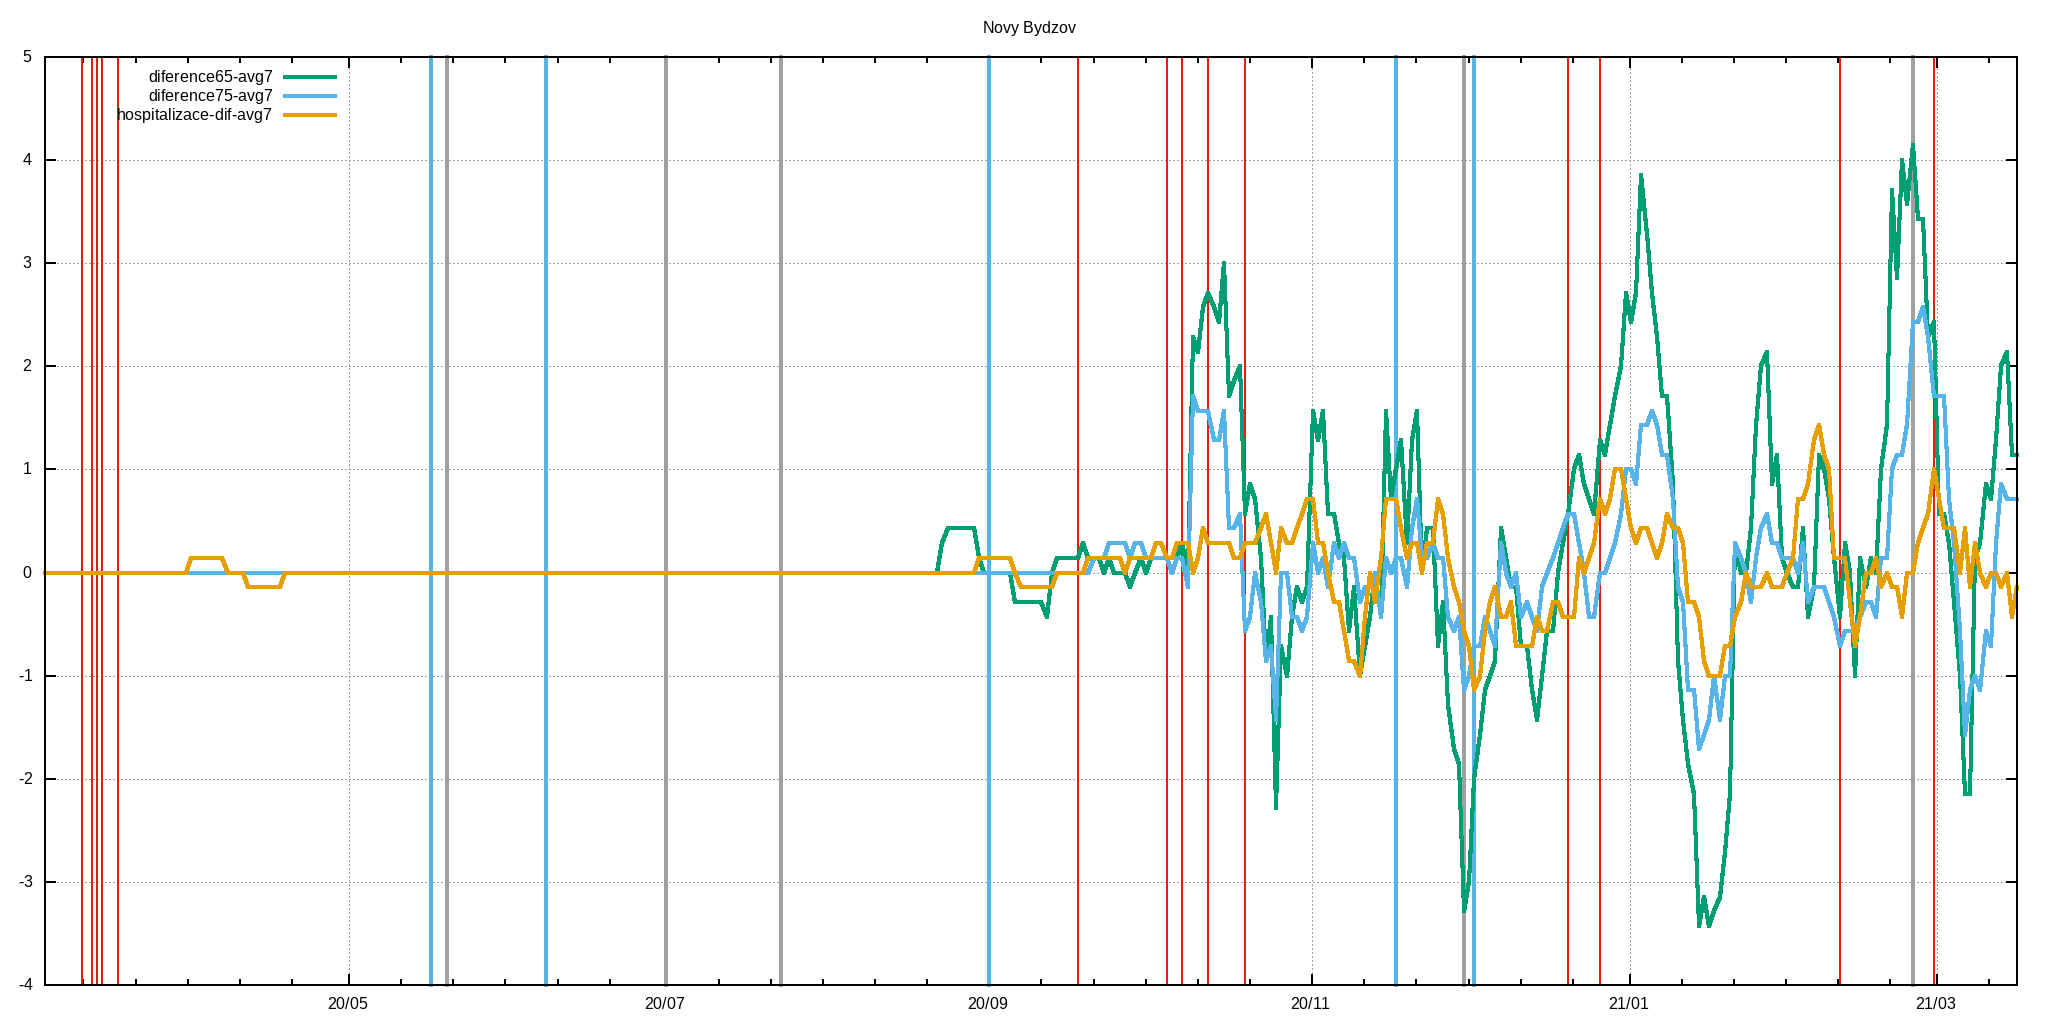 Novy Bydzov
5
diference65-avg7
diference75-avg7
hospitalizace-dif-avg7
4
3
2
1
0
-1
-2
-3
-4
20/05 20/07 20/09 20/11 21/01 21/03